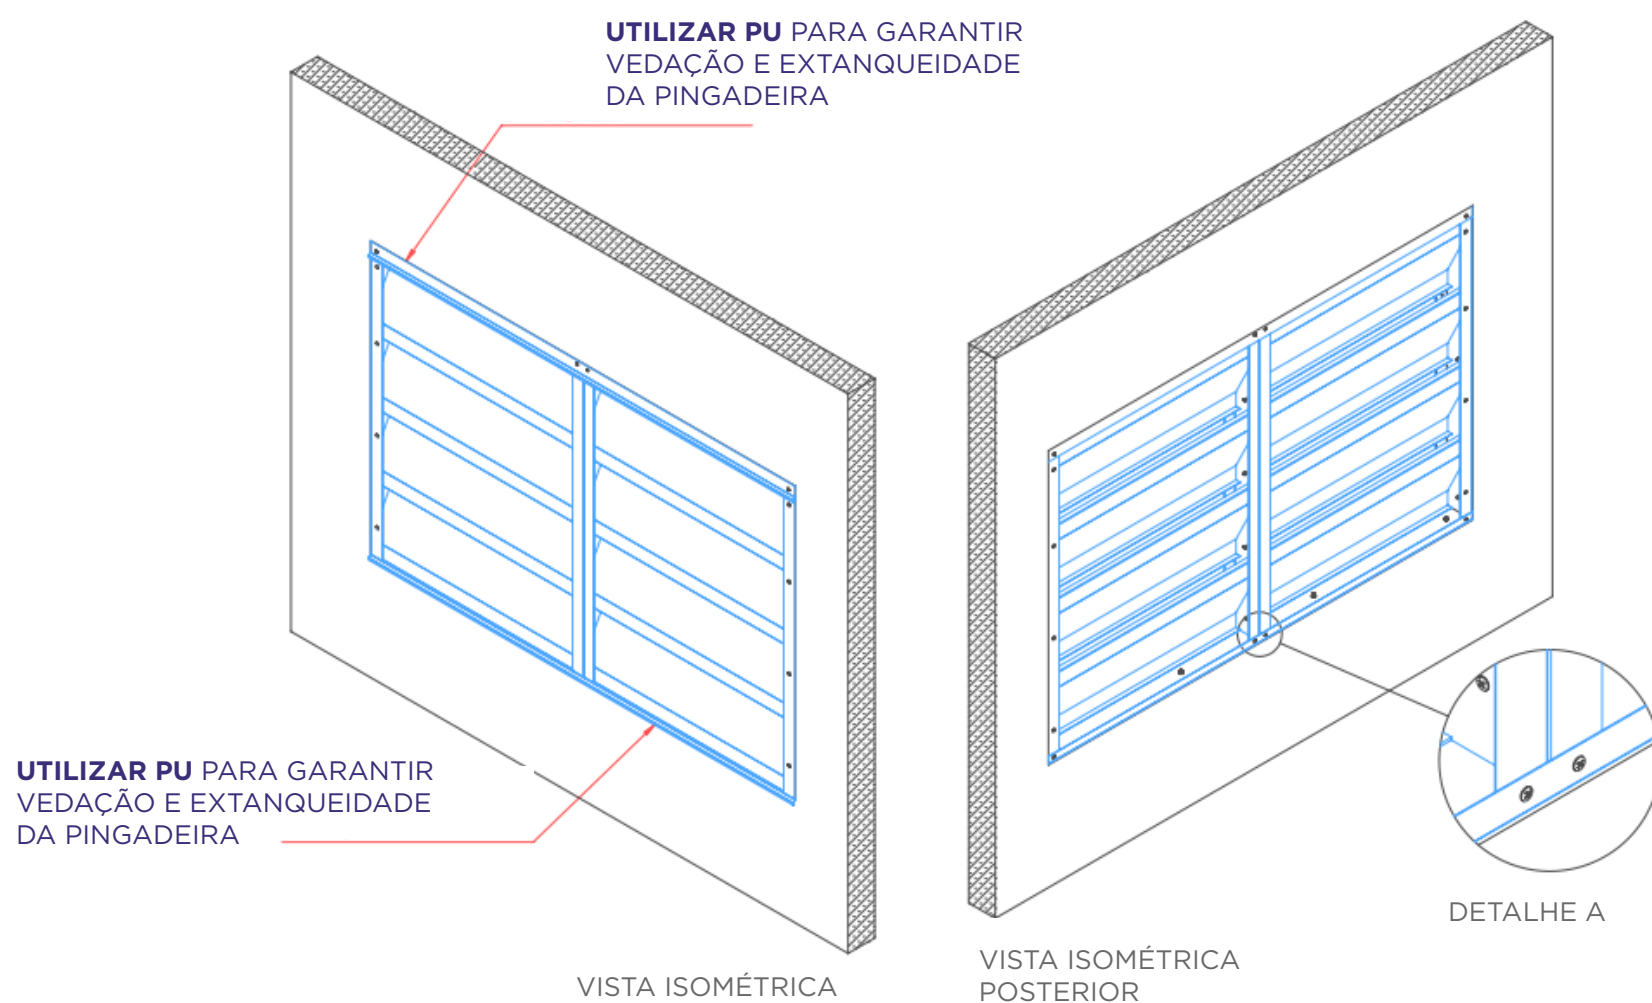 UTILIZAR PU PARA GARANTIR
VEDAÇÃO E EXTANQUEIDADE
DA PINGADEIRA
UTILIZAR PU PARA GARANTIR
VEDAÇÃO E EXTANQUEIDADE
DA PINGADEIRA
DETALHE A
VISTA ISOMÉTRICA
VISTA ISOMÉTRICA
POSTERIOR